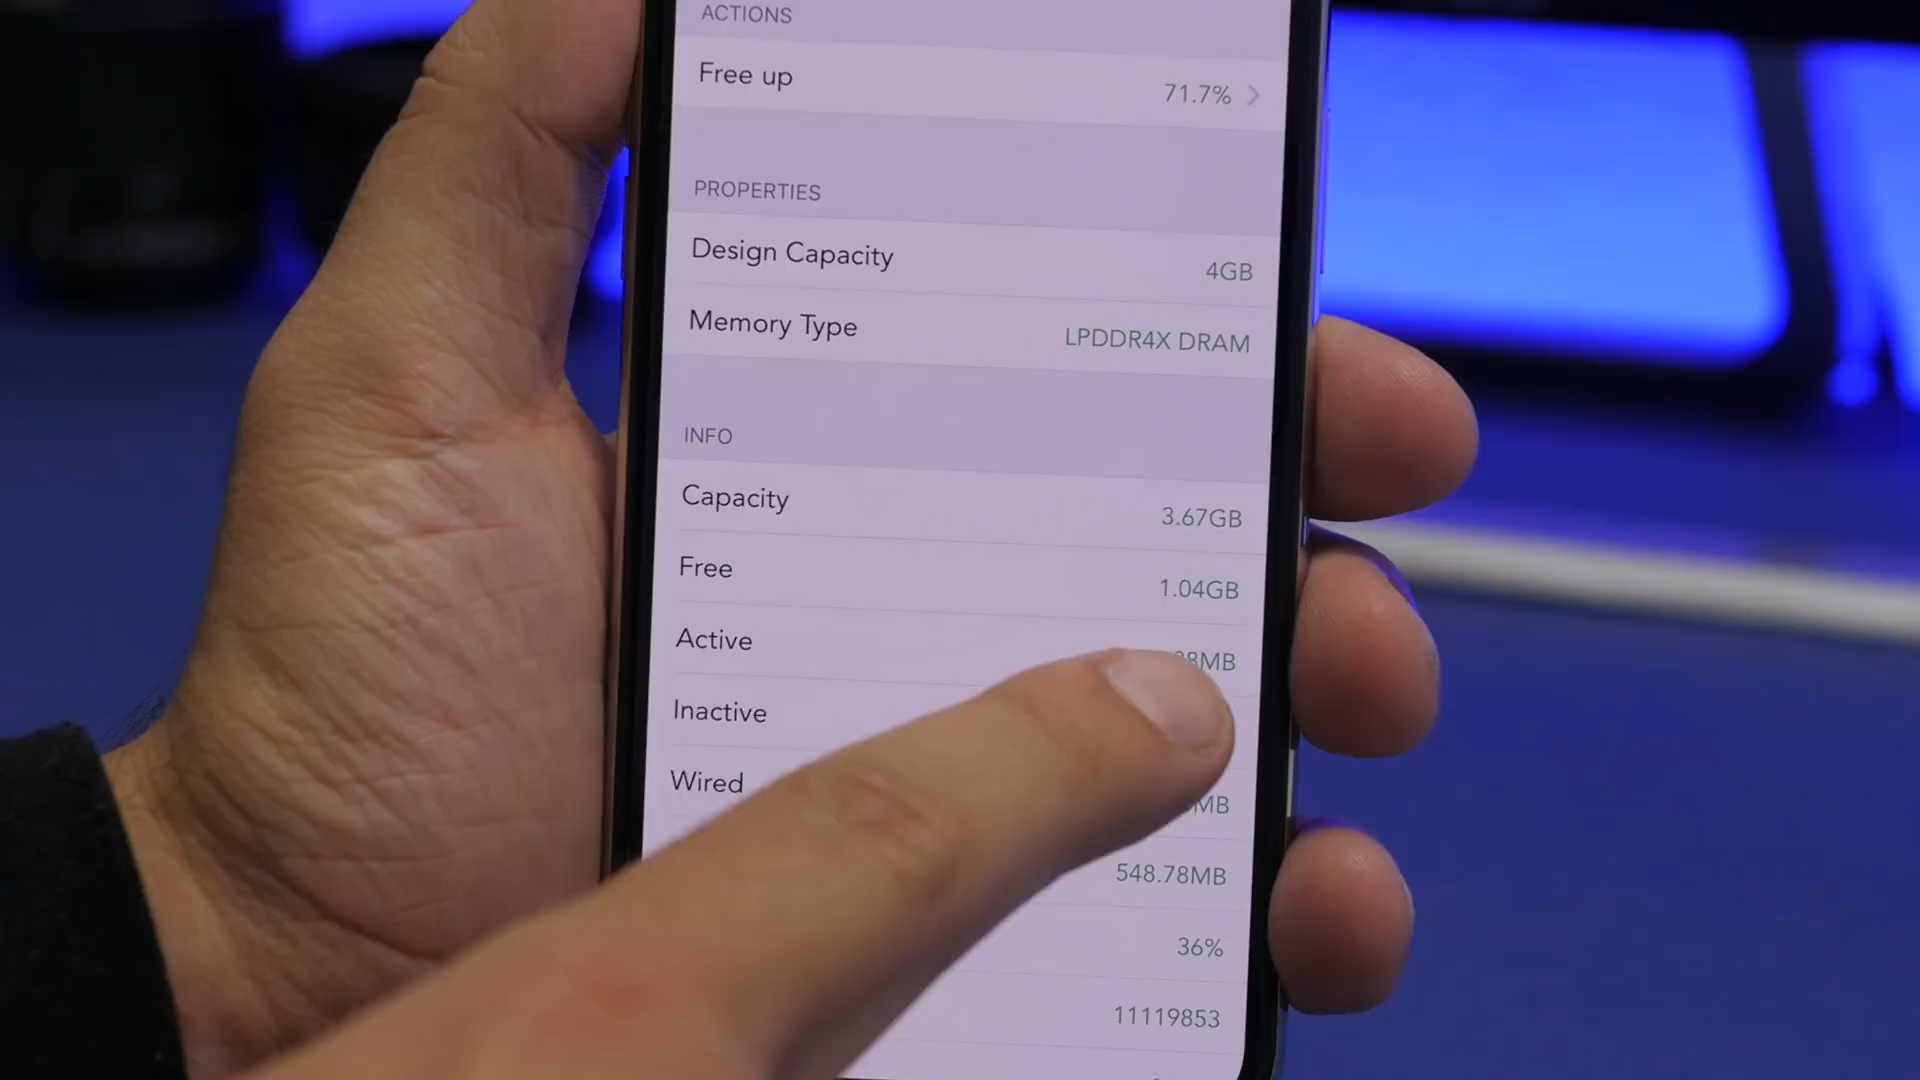 ACTIONS
Free up 71.7%
PROPERTIES
Design Capacity 4GB
Memory Type LPDDR4X DRAM
INFO
Capacity 3.67GB
Free 1.04GB
Active
Inactive
Wired
548.78MB
36%
11119853